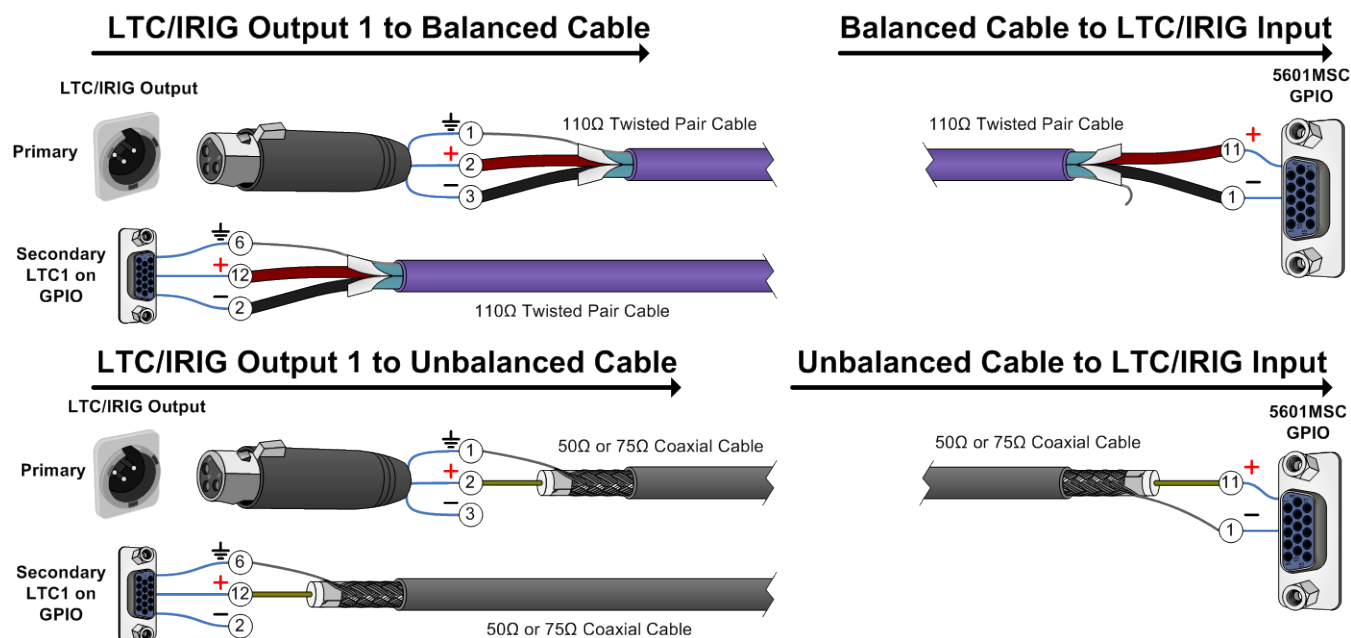 LTC/IRIG Output 1 to Balanced Cable
LTC/IRIG Output
Primary
1
+
2
−
3
110Ω Twisted Pair Cable
Secondary
LTC1 on
GPIO
6
+
12
−
2
110Ω Twisted Pair Cable
Balanced Cable to LTC/IRIG Input
5601MSC
GPIO
110Ω Twisted Pair Cable
+
11
−
1
LTC/IRIG Output 1 to Unbalanced Cable
LTC/IRIG Output
Primary
1
+
2
−
3
50Ω or 75Ω Coaxial Cable
Secondary
LTC1 on
GPIO
6
+
12
−
2
50Ω or 75Ω Coaxial Cable
Unbalanced Cable to LTC/IRIG Input
5601MSC
GPIO
50Ω or 75Ω Coaxial Cable
+
11
−
1